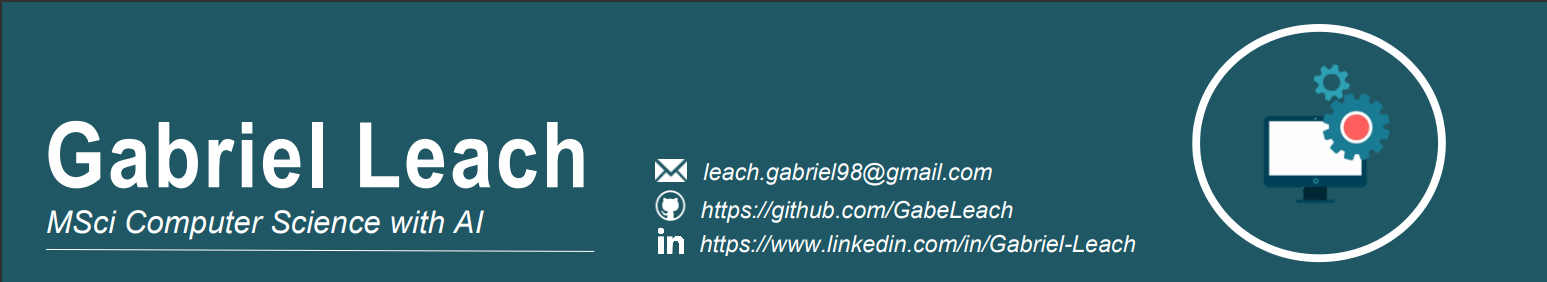 Gabriel Leach
MSci Computer Science with AI
leach.gabriel98@gmail.com
https://github.com/GabeLeach
in https://www.linkedin.com/in/Gabriel-Leach